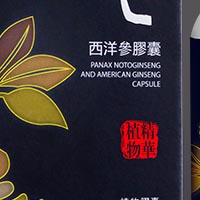 西洋參膠囊
PANAX NOTOGINSENG
AND AMERICAN GINSENG
CAPSULE
精華
植物